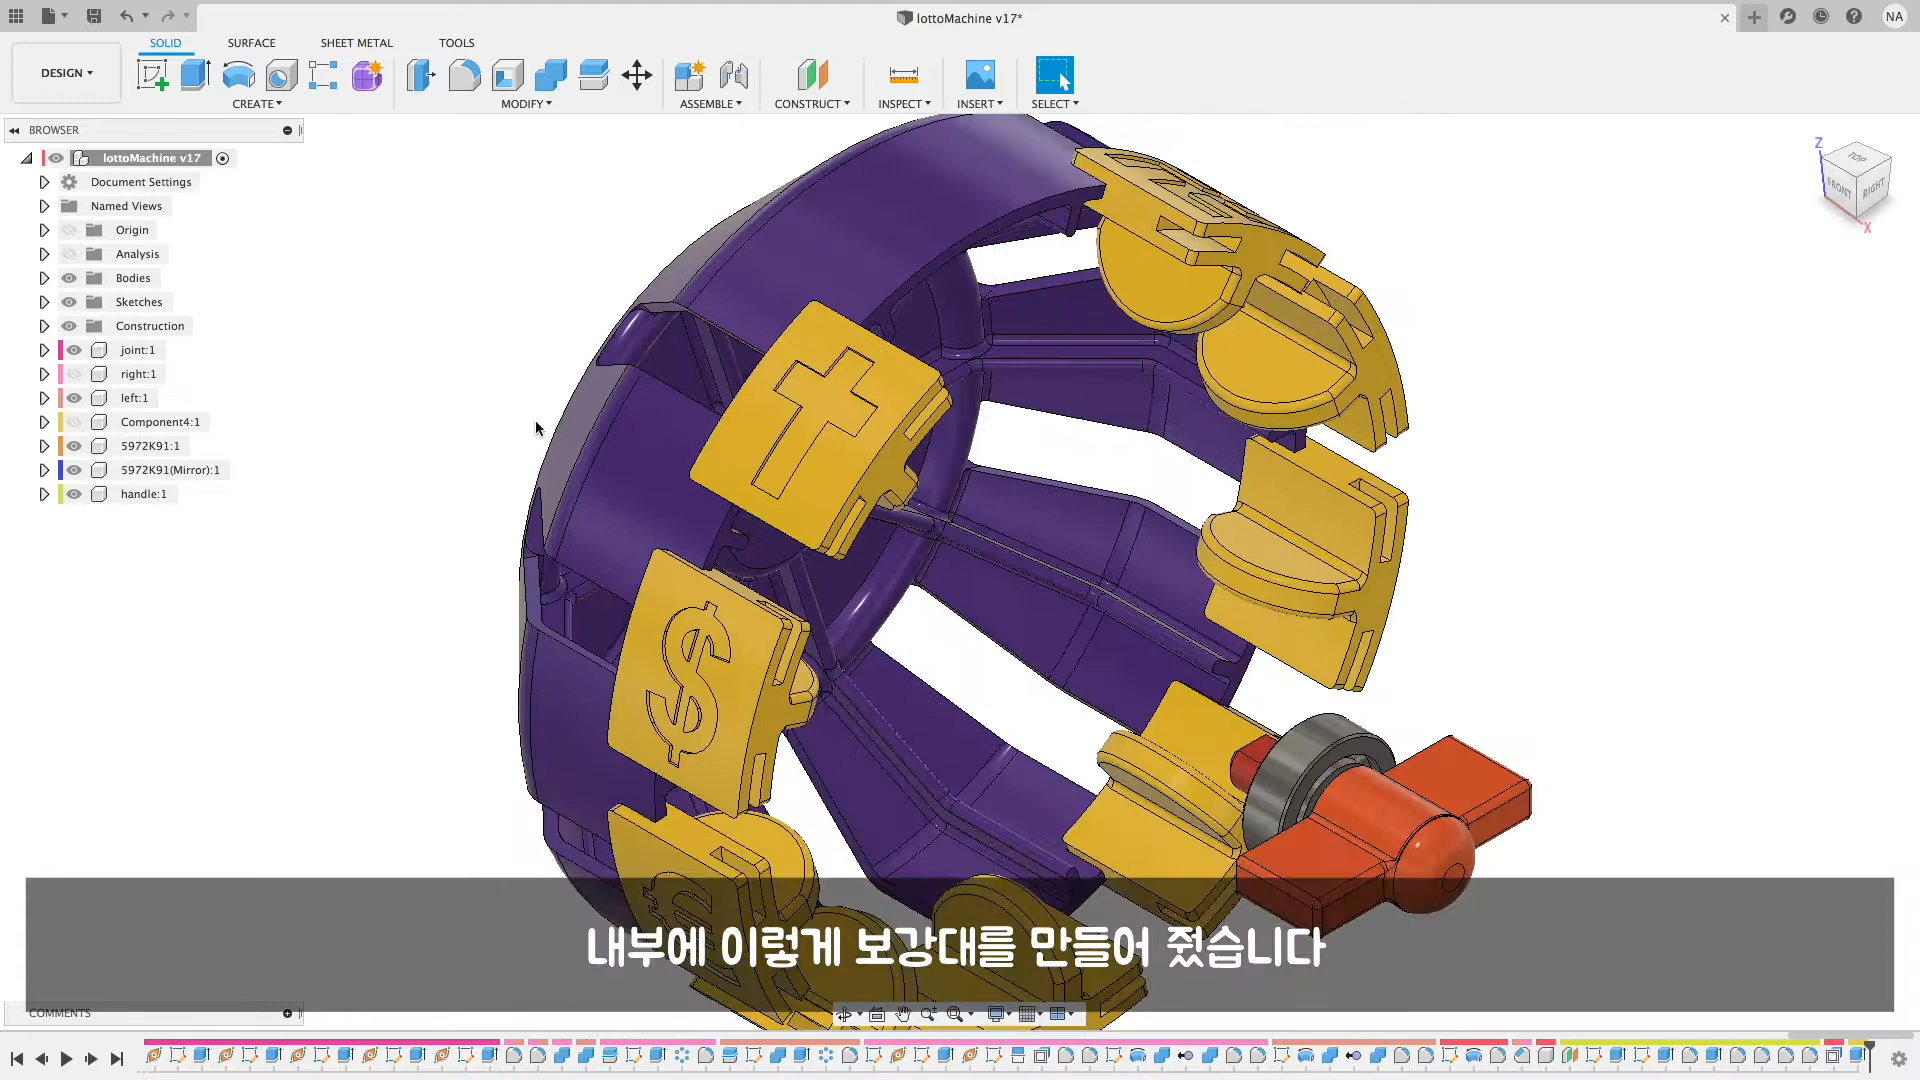 lottoMachine v17*
NA
DESIGN
SOLID
SURFACE
SHEET METAL
TOOLS
CREATE
MODIFY
ASSEMBLE
CONSTRUCT
INSPECT
INSERT
SELECT
BROWSER
lottoMachine v17
Document Settings
Named Views
Origin
Analysis
Bodies
Sketches
Construction
joint:1
right:1
left:1
Component4:1
5972K91:1
5972K91(Mirror):1
handle:1
Z
TOP
FRONT
RIGHT
X
$
내부에 이렇게 보강대를 만들어 줬습니다
COMMENTS